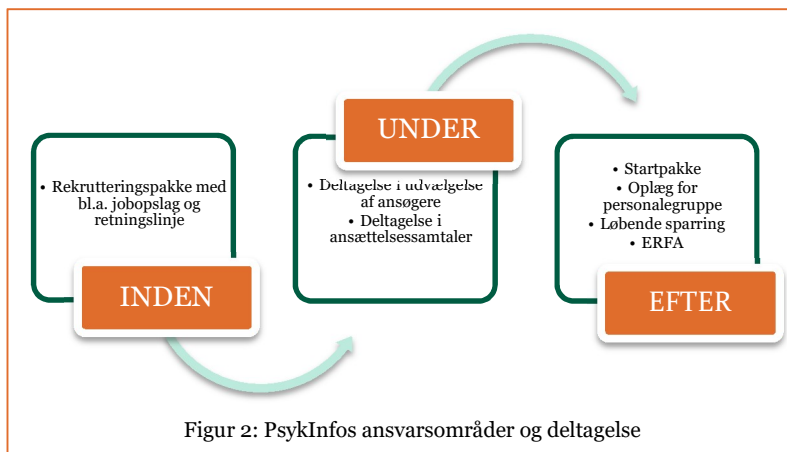 • Rekrutteringspakke med
bl.a. jobopslag og
retningslinje
INDEN
UNDER
• Deltagelse i udvælgelse
af ansøgere
• Deltagelse i
ansættelsessamtaler
• Startpakke
• Oplæg for
personalegruppe
• Løbende sparring
• ERFA
EFTER
Figur 2: PsykInfos ansvarsområder og deltagelse